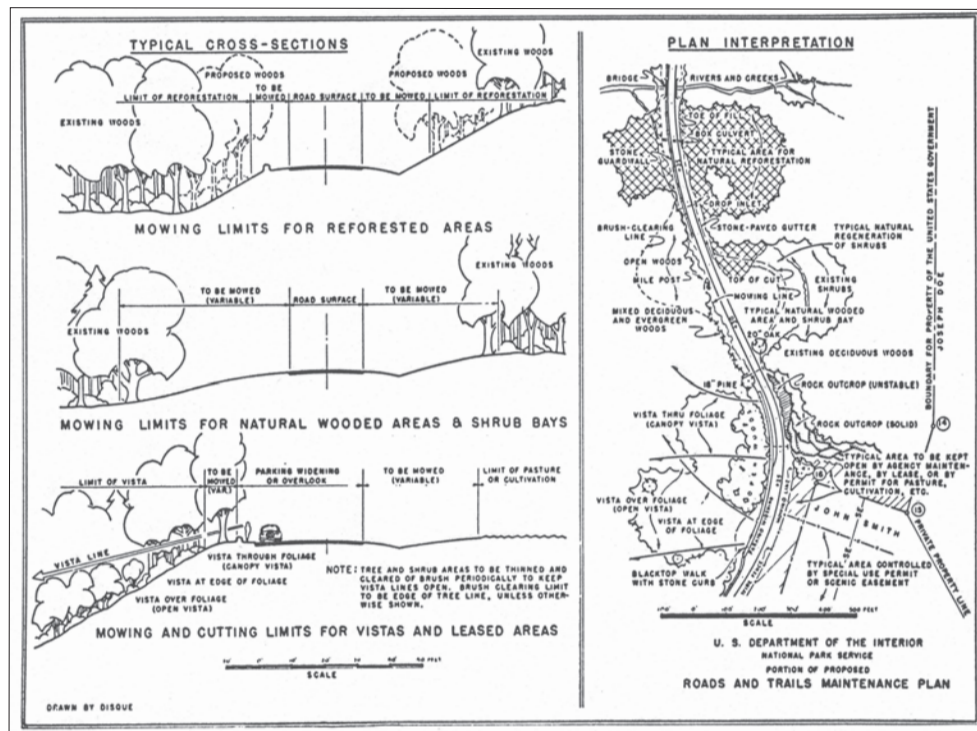 TYPICAL CROSS-SECTIONS
EXISTING WOODS
PROPOSED WOODS
PROPOSED WOODS
TO BE
LIMIT OF REFORESTATION
MOWED
ROAD SURFACE
TO BE MOWED
LIMIT OF REFORESTATION
EXISTING WOODS
MOWING LIMITS FOR REFORESTED AREAS
EXISTING WOODS
TO BE MOWED
(VARIABLE)
ROAD SURFACE
TO BE MOWED
(VARIABLE)
EXISTING WOODS
MOWING LIMITS FOR NATURAL WOODED AREAS & SHRUB BAYS
LIMIT OF VISTA
TO BE
MOWED
(VAR)
PARKING WIDENING
OR OVERLOOK
TO BE MOWED
(VARIABLE)
LIMIT OF PASTURE
OR CULTIVATION
VISTA LINE
VISTA THROUGH FOLIAGE
(CANOPY VISTA)
VISTA AT EDGE OF FOLIAGE
VISTA OVER FOLIAGE
(OPEN VISTA)
NOTE: TREE AND SHRUB AREAS TO BE THINNED AND
CLEARED OF BRUSH PERIODICALLY TO KEEP
VISTA LINES OPEN. BRUSH CLEARING LIMIT
TO BE EDGE OF TREE LINE, UNLESS OTHER-
WISE SHOWN.
MOWING AND CUTTING LIMITS FOR VISTAS AND LEASED AREAS
SCALE
DRAWN BY DISQUE
PLAN INTERPRETATION
BRIDGE
RIVERS AND CREEKS
TOE OF FILL
BOX CULVERT
STONE
GUARDWALL
TYPICAL AREA FOR
NATURAL REFORESTATION
DROP INLET
BRUSH-CLEARING
LINE
STONE-PAVED GUTTER
TYPICAL NATURAL
REGENERATION
OF SHRUBS
OPEN WOODS
MILE POST
TOP OF CUT
EXISTING
SHRUBS
MOWING LINE
MIXED DECIDUOUS
AND EVERGREEN
WOODS
TYPICAL NATURAL WOODED
AREA AND SHRUB BAY
20" OAK
EXISTING DECIDUOUS WOODS
18" PINE
ROCK OUTCROP (UNSTABLE)
VISTA THRU FOLIAGE
(CANOPY VISTA)
ROCK OUTCROP (SOLID)
BOUNDARY FOR PROPERTY OF THE UNITED STATES GOVERNMENT
JOSEPH DOE
14
TYPICAL AREA TO BE KEPT
OPEN BY AGENCY MAINTE-
NANCE, BY LEASE, OR BY
PERMIT FOR PASTURE,
CULTIVATION, ETC.
16
15
VISTA OVER FOLIAGE
(OPEN VISTA)
VISTA AT EDGE
OF FOLIAGE
PARKING WIDENING
JOHN SMITH
SE
SE
PRIVATE PROPERTY LINE
BLACKTOP WALK
WITH STONE CURB
TYPICAL AREA CONTROLLED
BY SPECIAL USE PERMIT
OR SCENIC EASEMENT
SCALE
U. S. DEPARTMENT OF THE INTERIOR
NATIONAL PARK SERVICE
PORTION OF PROPOSED
ROADS AND TRAILS MAINTENANCE PLAN